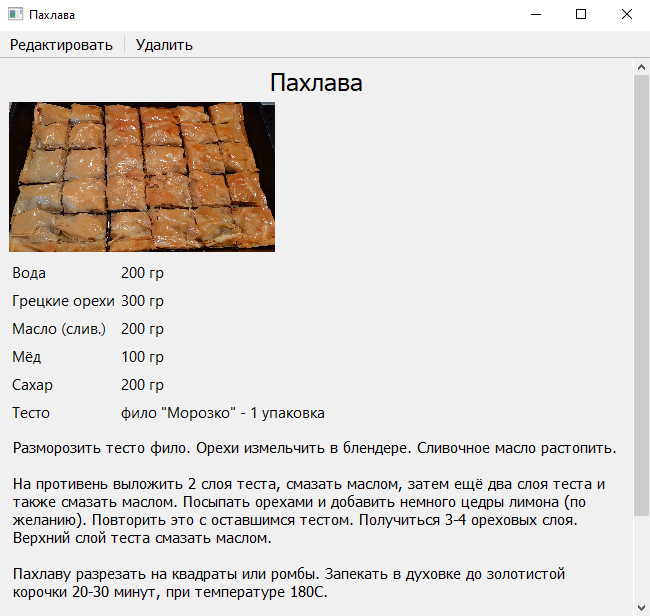 Пахлава
Редактировать Удалить
Пахлава
Вода 200 гр
Грецкие орехи 300 гр
Масло (слив.) 200 гр
Мёд 100 гр
Сахар 200 гр
Тесто фило "Морозко" - 1 упаковка
Разморозить тесто фило. Орехи измельчить в блендере. Сливочное масло растопить.
На противень выложить 2 слоя теста, смазать маслом, затем ещё два слоя теста и
также смазать маслом. Посыпать орехами и добавить немного цедры лимона (по
желанию). Повторить это с оставшимся тестом. Получиться 3-4 ореховых слоя.
Верхний слой теста смазать маслом.
Пахлаву разрезать на квадраты или ромбы. Запекать в духовке до золотистой
корочки 20-30 минут, при температуре 180С.